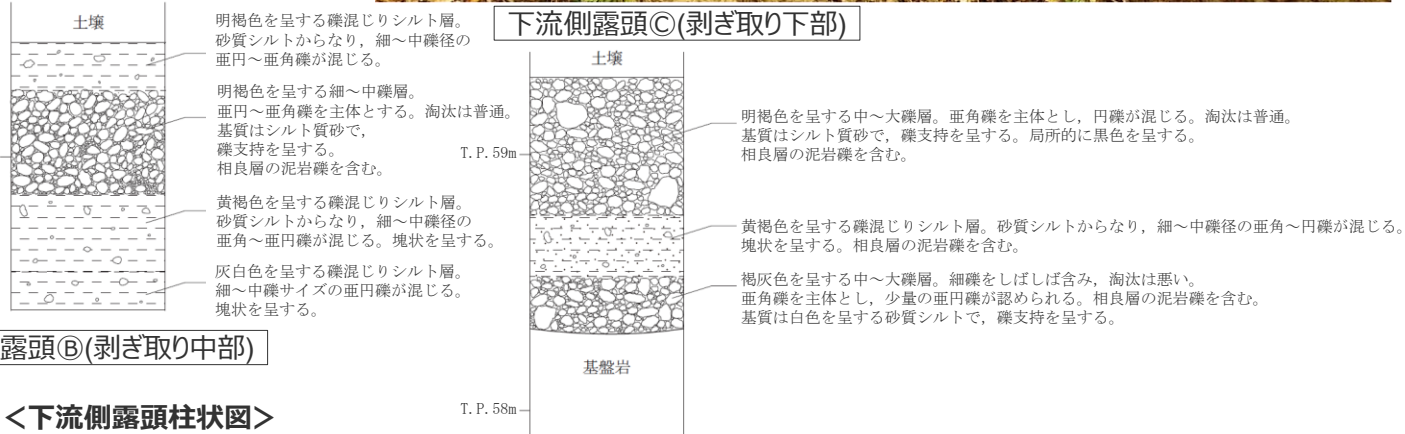 土壌
明褐色を呈する礫混じりシルト層。
砂質シルトからなり，細～中礫径の
亜円～亜角礫が混じる。
明褐色を呈する細～中礫層。
亜円～亜角礫を主体とする。淘汰は普通。
基質はシルト質砂で，
礫支持を呈する。
相良層の泥岩礫を含む。
黄褐色を呈する礫混じりシルト層。
砂質シルトからなり，細～中礫径の
亜角～亜円礫が混じる。塊状を呈する。
灰白色を呈する礫混じりシルト層。
細～中礫サイズの亜円礫が混じる。
塊状を呈する。
露頭Ⓑ(剥ぎ取り中部)
下流側露頭Ⓒ(剥ぎ取り下部)
土壌
T.P.59m
明褐色を呈する中～大礫層。亜角礫を主体とし，円礫が混じる。淘汰は普通。
基質はシルト質砂で，礫支持を呈する。局所的に黒色を呈する。
相良層の泥岩礫を含む。
黄褐色を呈する礫混じりシルト層。砂質シルトからなり，細～中礫径の亜角～円礫が混じる。
塊状を呈する。相良層の泥岩礫を含む。
褐灰色を呈する中～大礫層。細礫をしばしば含み，淘汰は悪い。
亜角礫を主体とし，少量の亜円礫が認められる。相良層の泥岩礫を含む。
基質は白色を呈する砂質シルトで，礫支持を呈する。
基盤岩
T.P.58m
＜下流側露頭柱状図＞